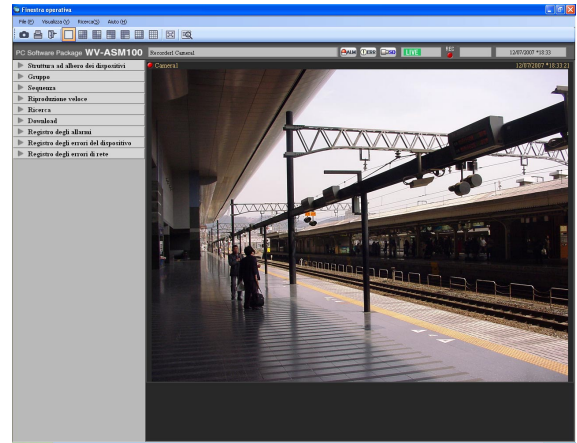 Finestra operativa
File (F) Visualizza (V) Ricerca(S) Aiuto (H)
PC Software Package WV-ASM100 Recorder1 Camera1 ALM ERR HSD LIVE REC 12/07/2007 *18:33
Struttura ad albero dei dispositivi
Gruppo
Sequenza
Riproduzione veloce
Ricerca
Download
Registro degli allarmi
Registro degli errori del dispositivo
Registro degli errori di rete
Camera1 12/07/2007 *18:33:21